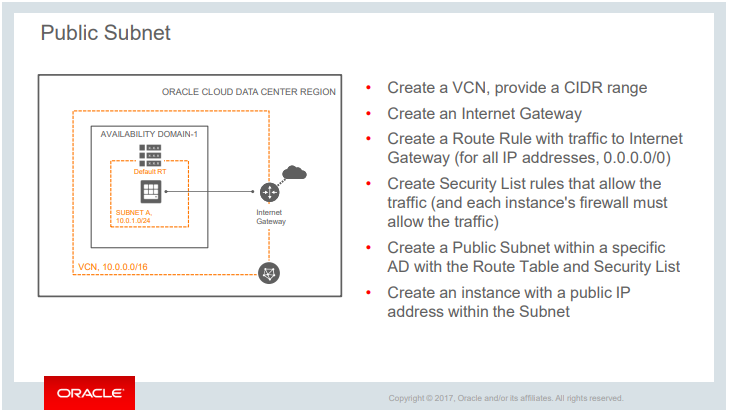 Public Subnet
ORACLE CLOUD DATA CENTER REGION
AVAILABILITY DOMAIN-1
Default RT
SUBNET A,
10.0.1.0/24
Internet
Gateway
VCN, 10.0.0.0/16
• Create a VCN, provide a CIDR range
• Create an Internet Gateway
• Create a Route Rule with traffic to Internet
Gateway (for all IP addresses, 0.0.0.0/0)
• Create Security List rules that allow the
traffic (and each instance's firewall must
allow the traffic)
• Create a Public Subnet within a specific
AD with the Route Table and Security List
• Create an instance with a public IP
address within the Subnet
ORACLE
Copyright © 2017, Oracle and/or its affiliates. All rights reserved.